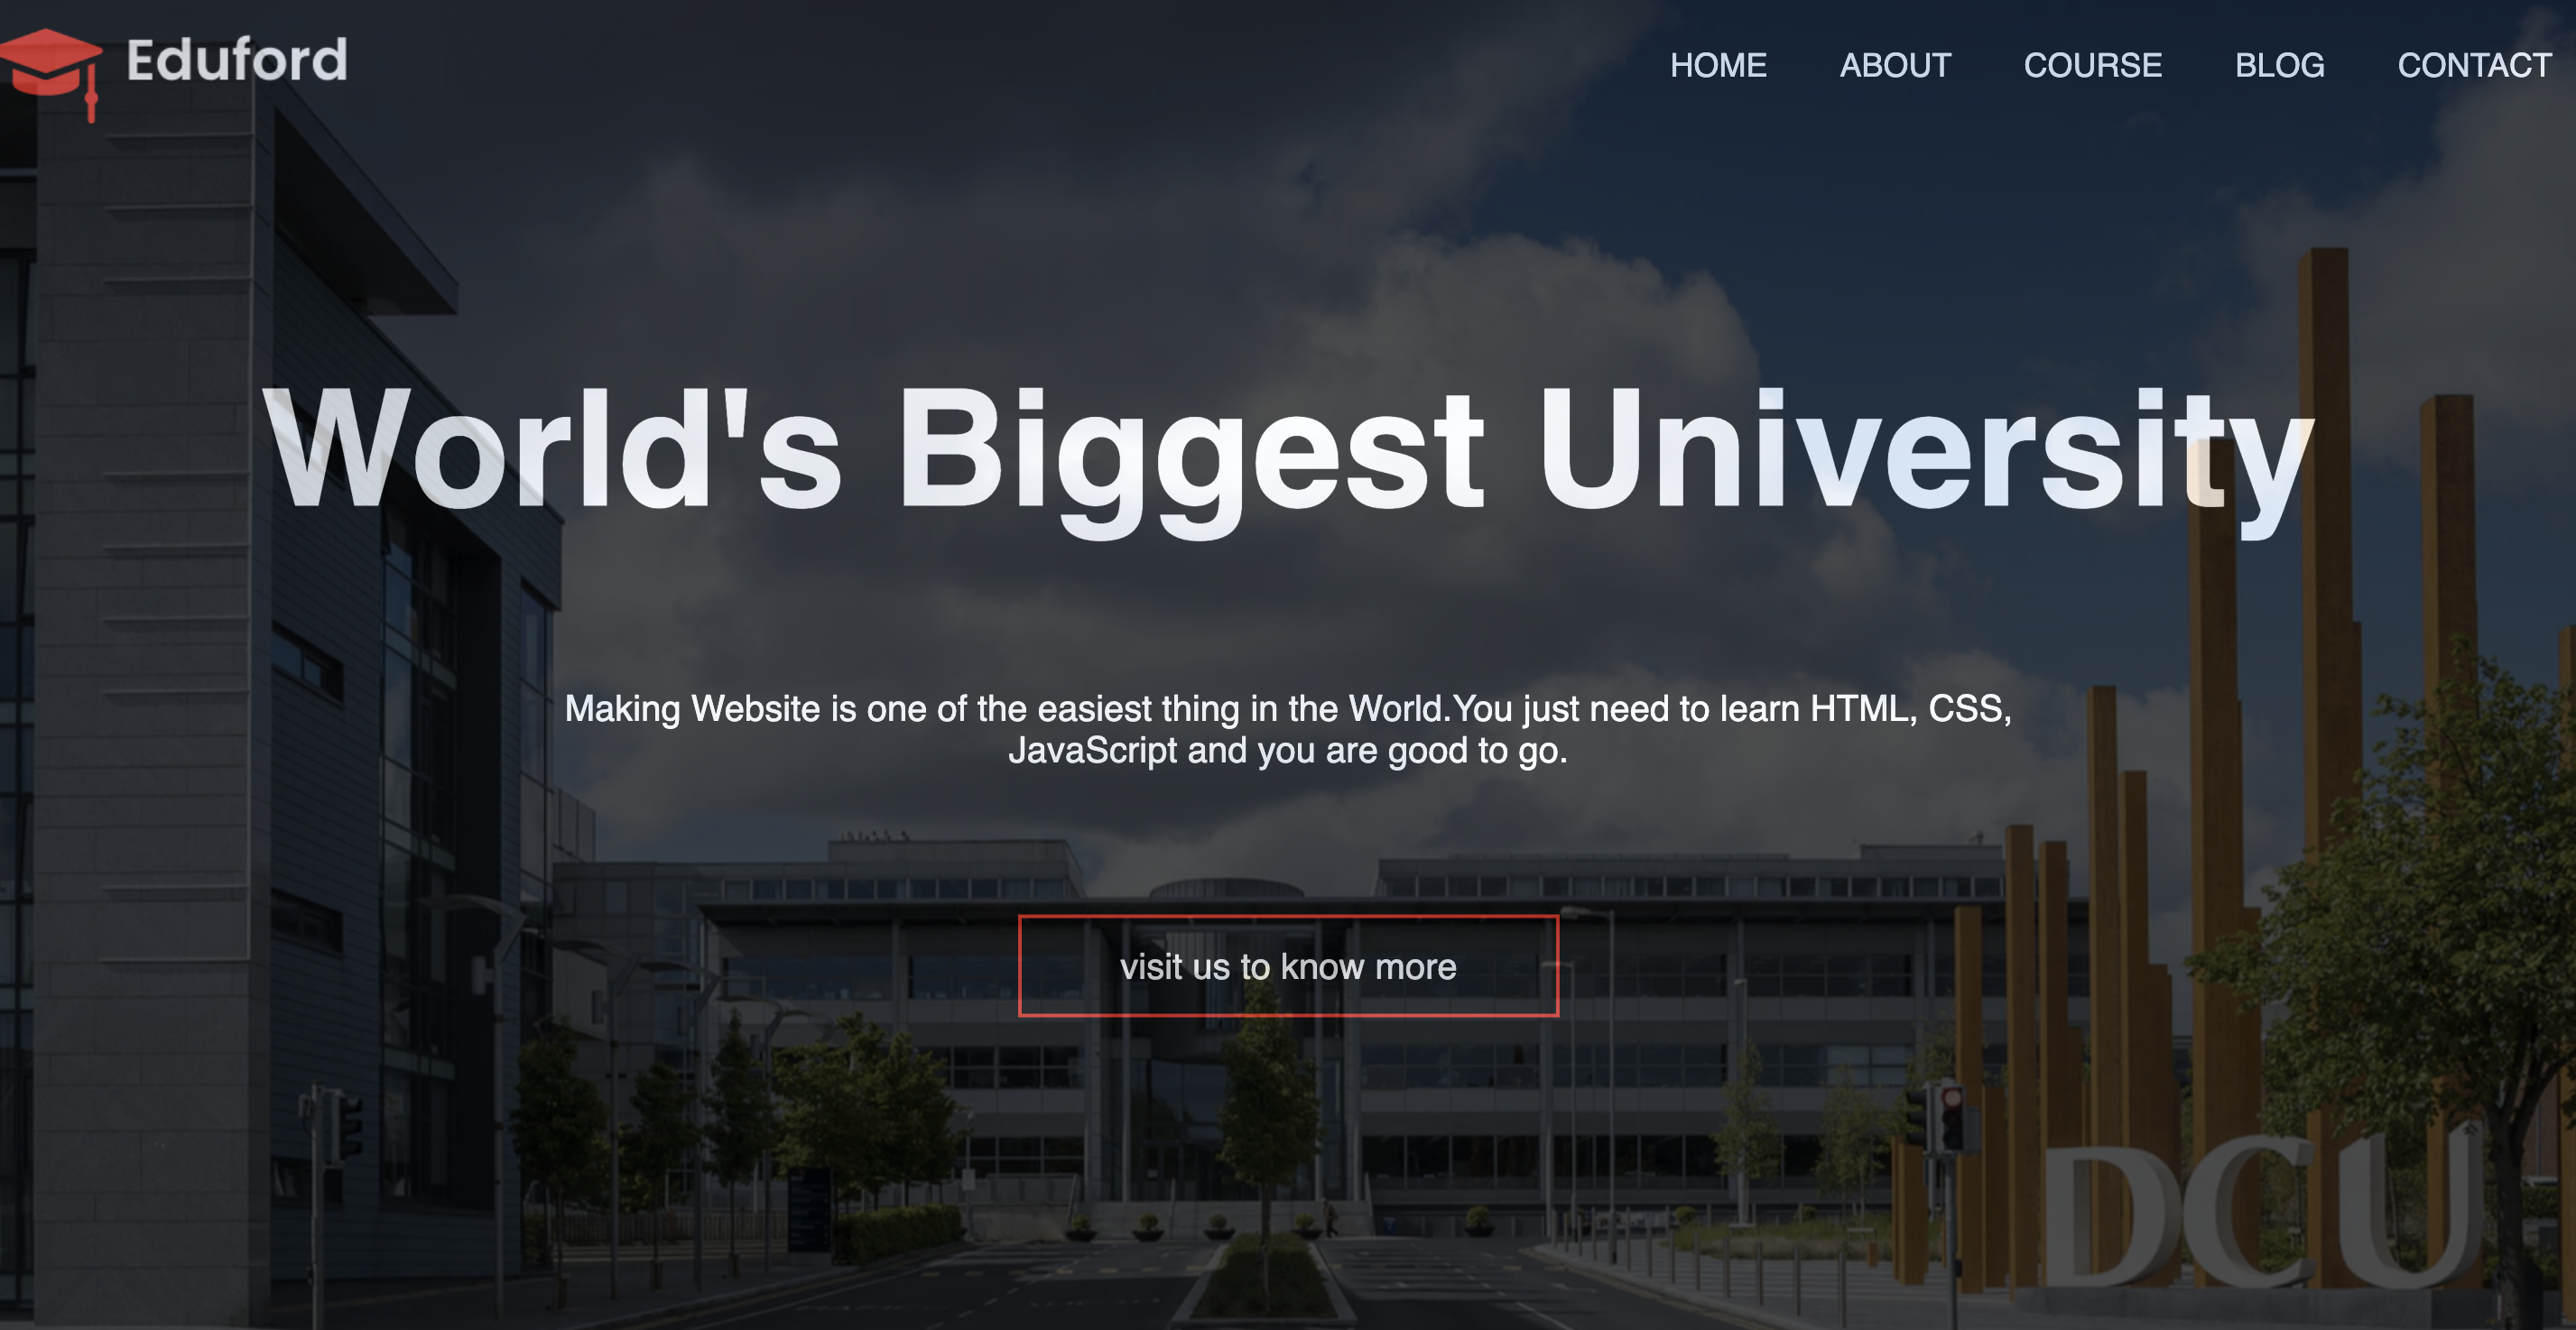 Eduford
HOME ABOUT COURSE BLOG CONTACT
World's Biggest University
Making Website is one of the easiest thing in the World.You just need to learn HTML, CSS,
JavaScript and you are good to go.
visit us to know more
DCU